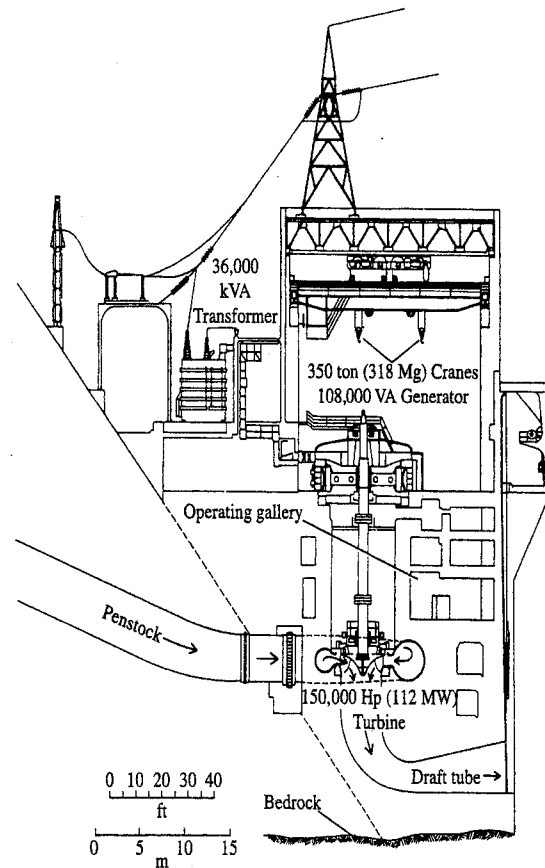 36,000
kVA
Transformer
350 ton (318 Mg) Cranes
108,000 VA Generator
Operating gallery
Penstock
150,000 Hp (112 MW)
Turbine
Draft tube
0 10 20 30 40
ft
Bedrock
0 5 10 15
m